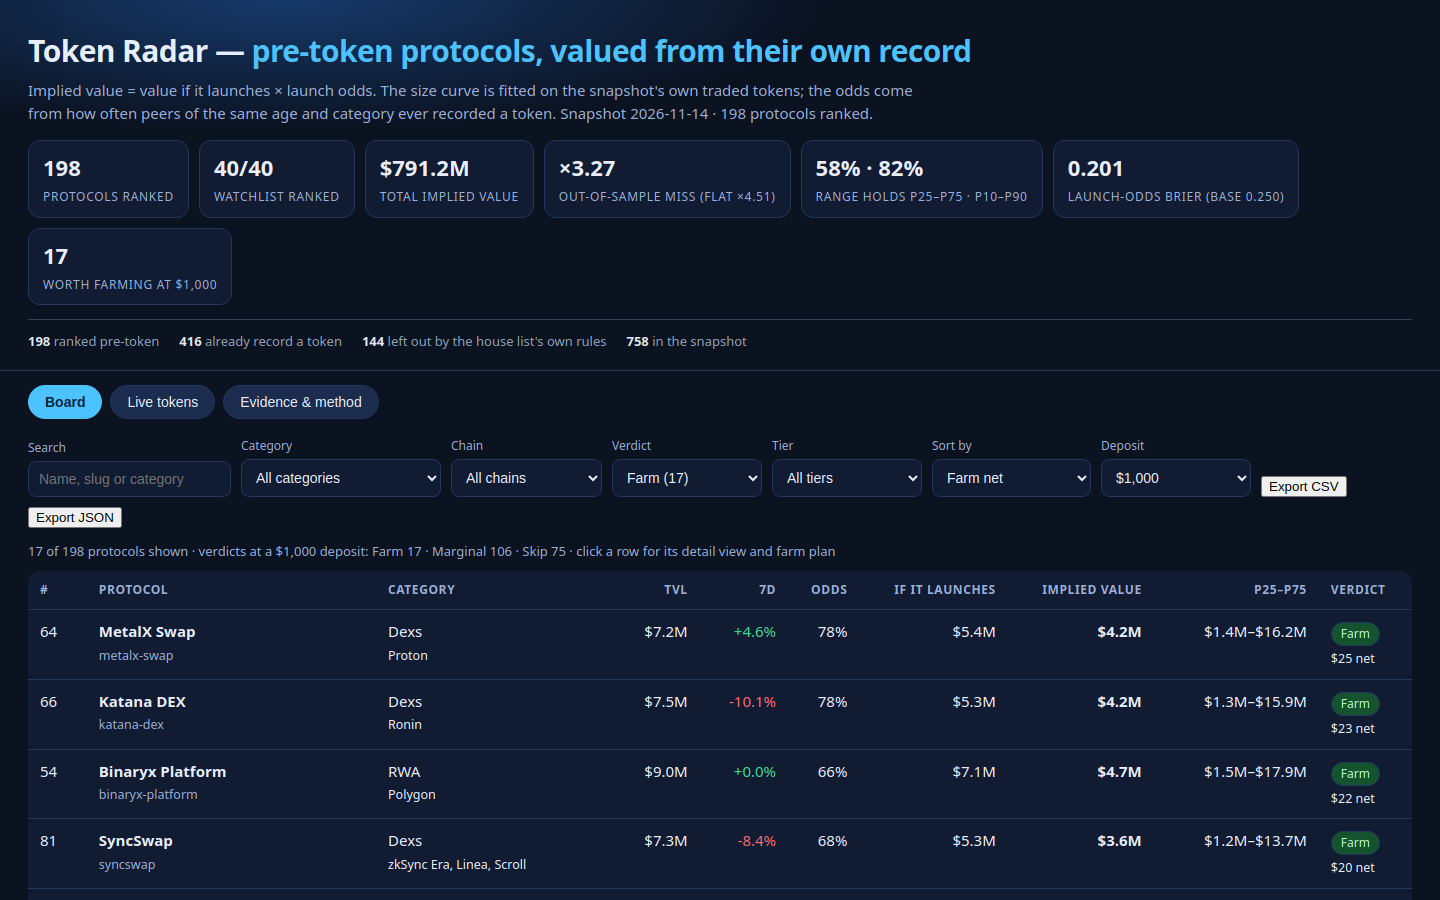 Token Radar — pre-token protocols, valued from their own record
Implied value = value if it launches × launch odds. The size curve is fitted on the snapshot's own traded tokens; the odds come
from how often peers of the same age and category ever recorded a token. Snapshot 2026-11-14 · 198 protocols ranked.
198
PROTOCOLS RANKED
40/40
WATCHLIST RANKED
$791.2M
TOTAL IMPLIED VALUE
×3.27
OUT-OF-SAMPLE MISS (FLAT ×4.51)
58% · 82%
RANGE HOLDS P25–P75 · P10–P90
0.201
LAUNCH-ODDS BRIER (BASE 0.250)
17
WORTH FARMING AT $1,000
198 ranked pre-token 416 already record a token 144 left out by the house list's own rules 758 in the snapshot
Board Live tokens Evidence & method
Search Category Chain Verdict Tier Sort by Deposit
Name, slug or category All categories All chains Farm (17) All tiers Farm net $1,000 Export CSV
Export JSON
17 of 198 protocols shown · verdicts at a $1,000 deposit: Farm 17 · Marginal 106 · Skip 75 · click a row for its detail view and farm plan
# PROTOCOL CATEGORY TVL 7D ODDS IF IT LAUNCHES IMPLIED VALUE P25–P75 VERDICT
64 MetalX Swap Dexs $7.2M +4.6% 78% $5.4M $4.2M $1.4M–$16.2M Farm
metalx-swap Proton $25 net
66 Katana DEX Dexs $7.5M -10.1% 78% $5.3M $4.2M $1.3M–$15.9M Farm
katana-dex Ronin $23 net
54 Binaryx Platform RWA $9.0M +0.0% 66% $7.1M $4.7M $1.5M–$17.9M Farm
binaryx-platform Polygon $22 net
81 SyncSwap Dexs $7.3M -8.4% 68% $5.3M $3.6M $1.2M–$13.7M Farm
syncswap zkSync Era, Linea, Scroll $20 net